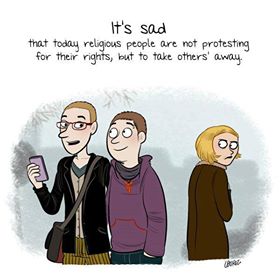 It's sad
that today religious people are not protesting
for their rights, but to take others' away.